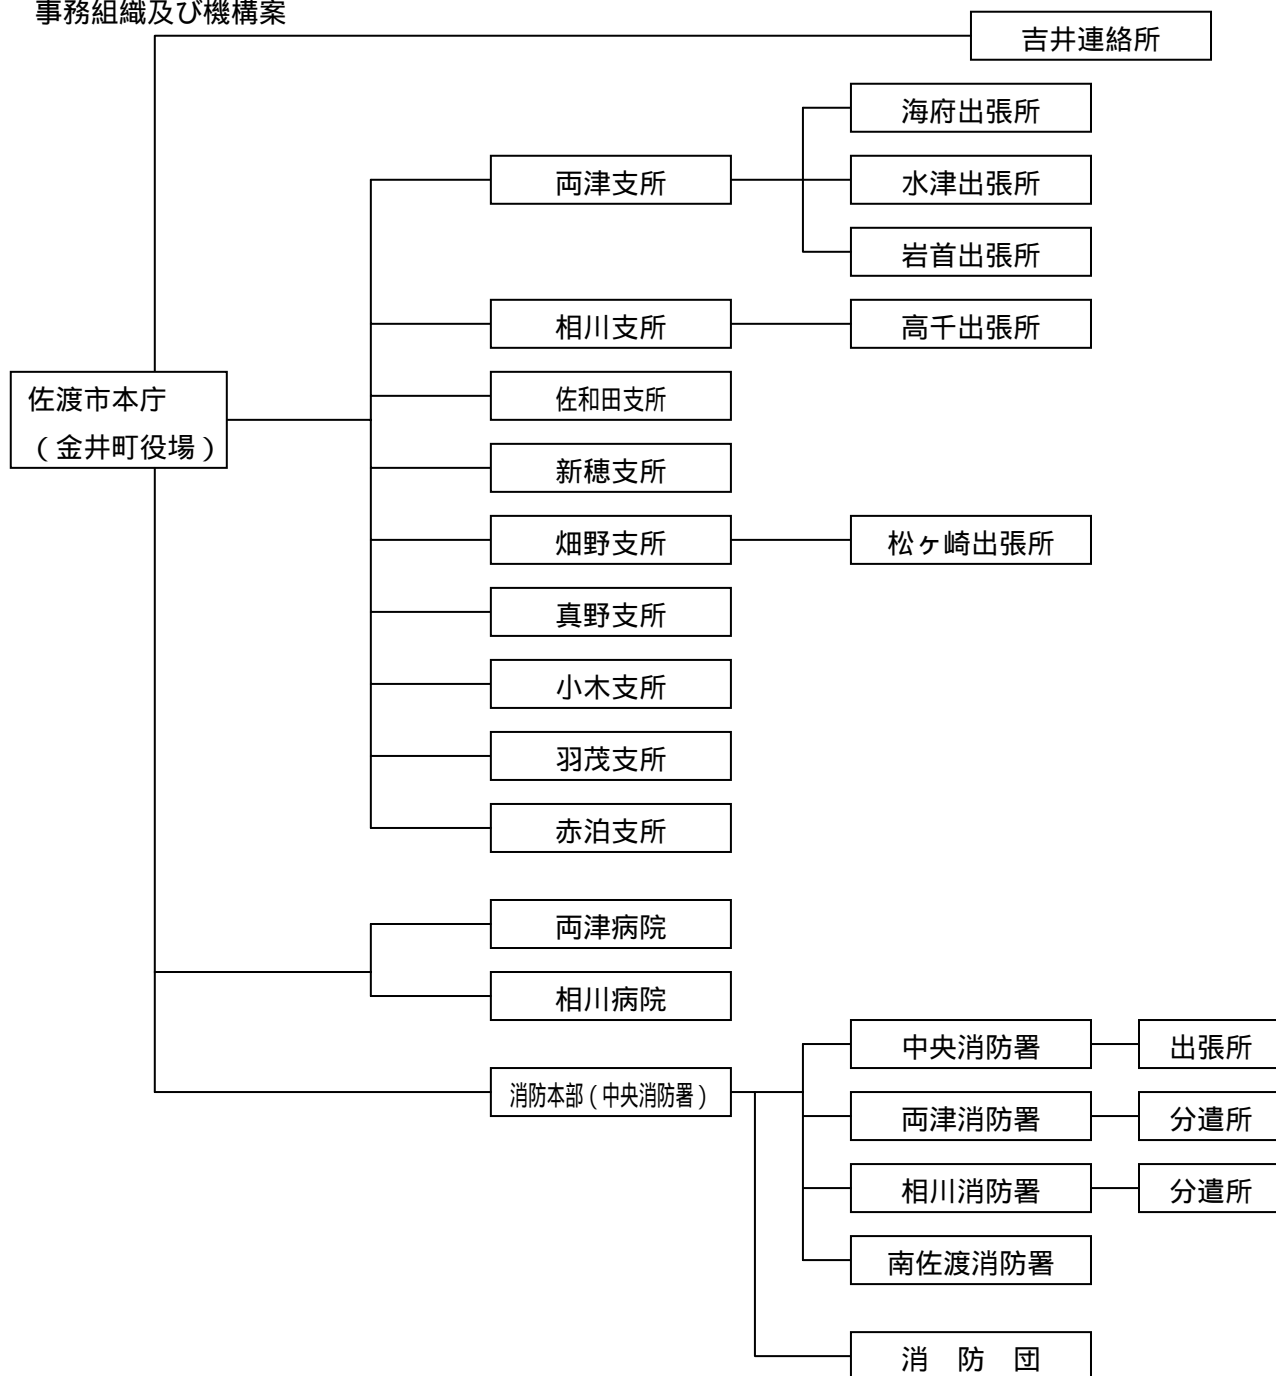 事務組織及び機構案
吉井連絡所
海府出張所
両津支所
水津出張所
岩首出張所
相川支所
高千出張所
佐渡市本庁
（金井町役場）
佐和田支所
新穂支所
畑野支所
松ヶ崎出張所
真野支所
小木支所
羽茂支所
赤泊支所
両津病院
相川病院
消防本部（中央消防署）
中央消防署
出張所
両津消防署
分遣所
相川消防署
分遣所
南佐渡消防署
消　防　団